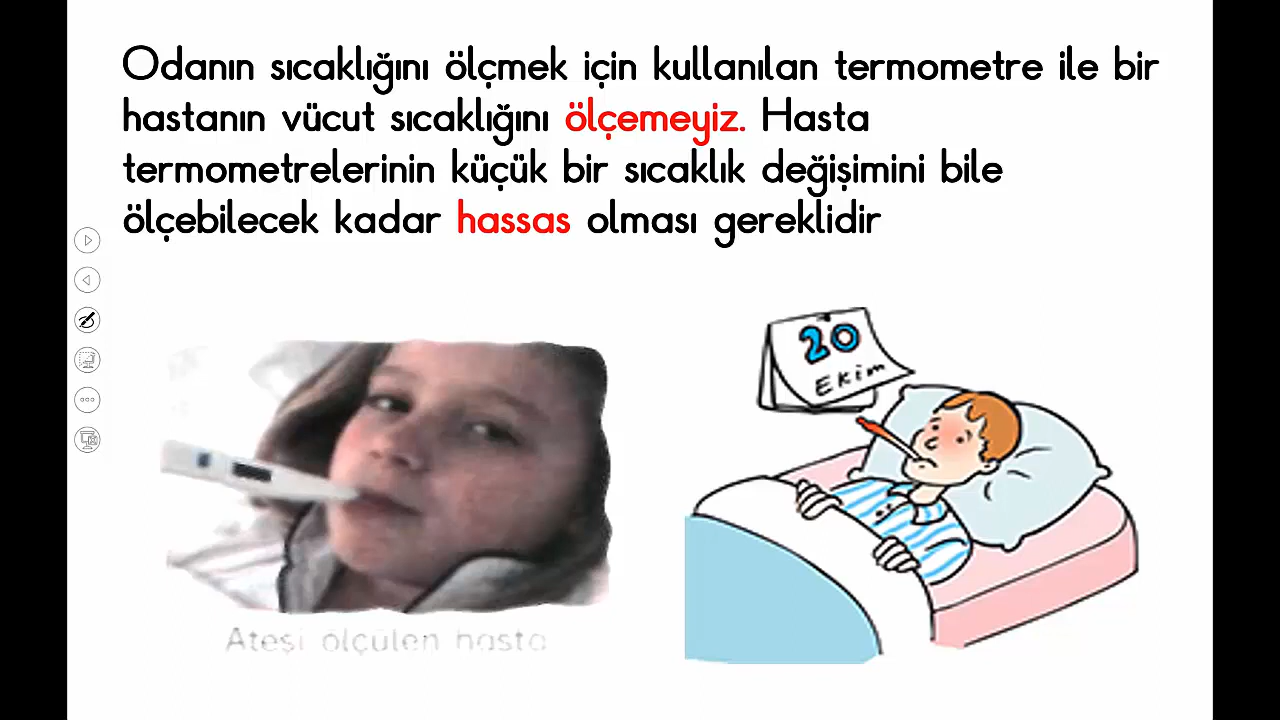 Odanın sıcaklığını ölçmek için kullanılan termometre ile bir
hastanın vücut sıcaklığını ölçemeyiz. Hasta
termometrelerinin küçük bir sıcaklık değişimini bile
ölçebilecek kadar hassas olması gereklidir
20
Ekim
Ateşi ölçülen hasta